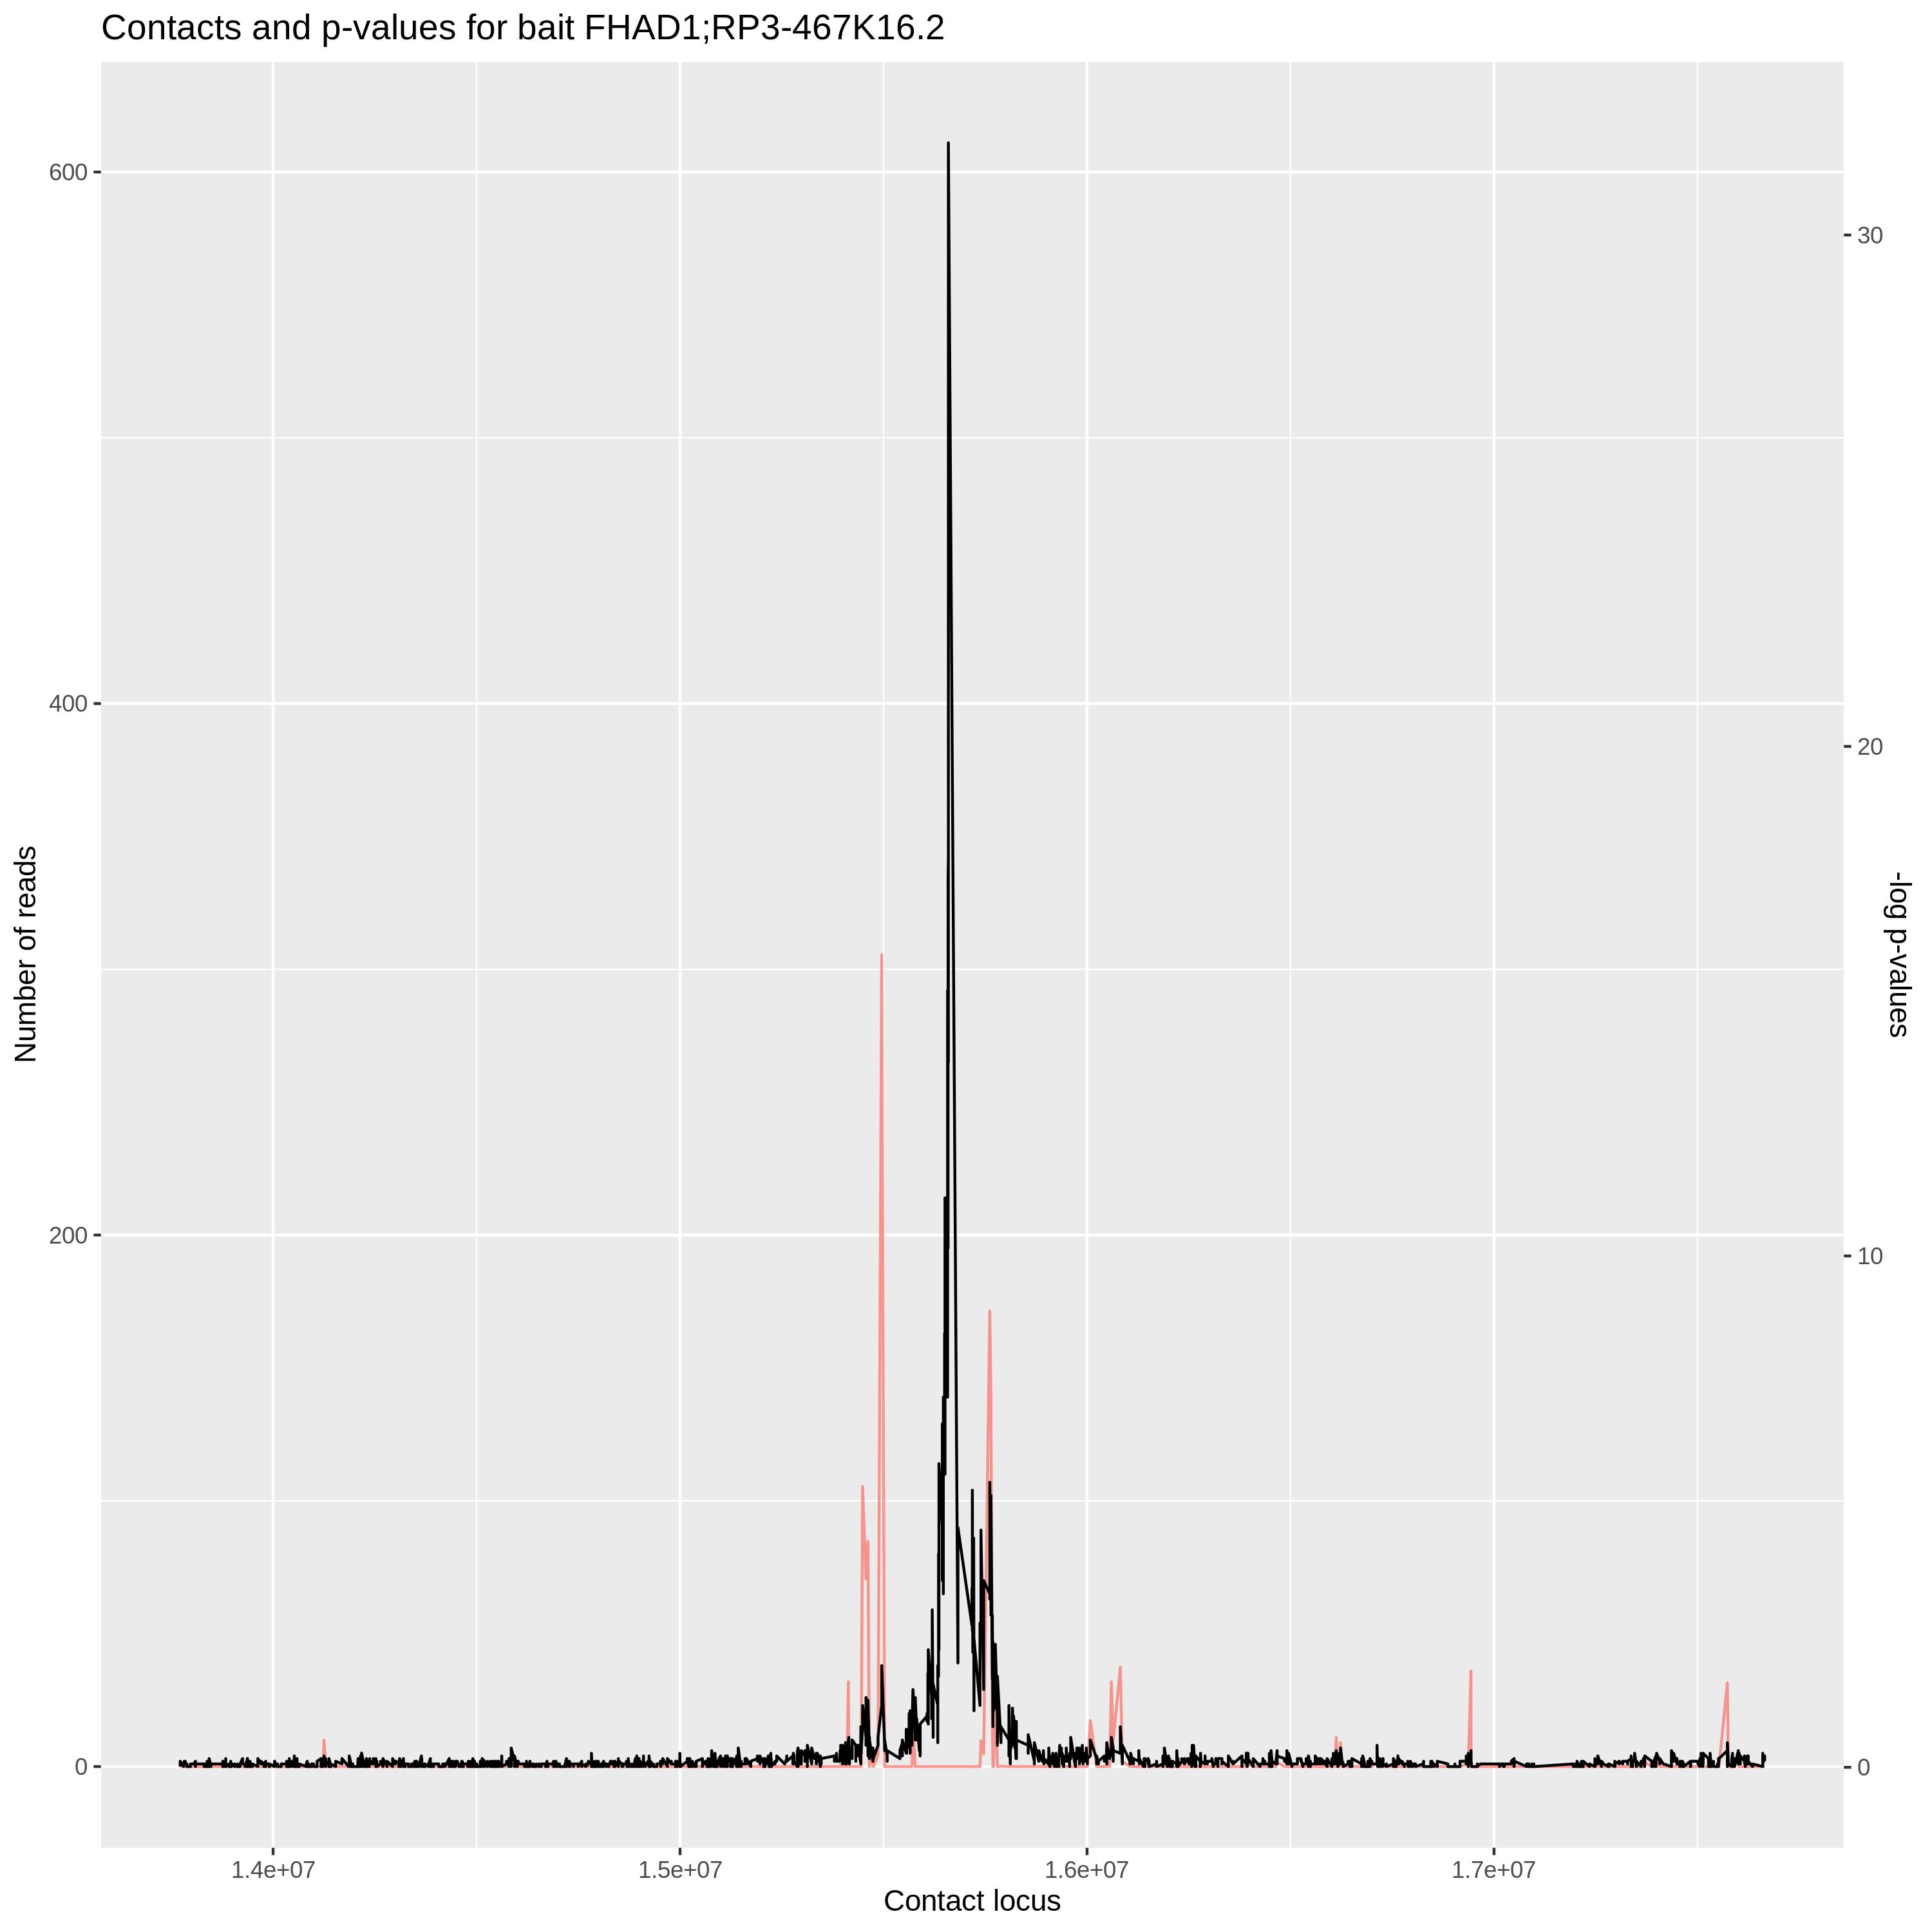 Contacts and p-values for bait FHAD1;RP3-467K16.2
600
400
200
0
Number of reads
30
20
10
0
-log p-values
1.4e+07
1.5e+07
1.6e+07
1.7e+07
Contact locus